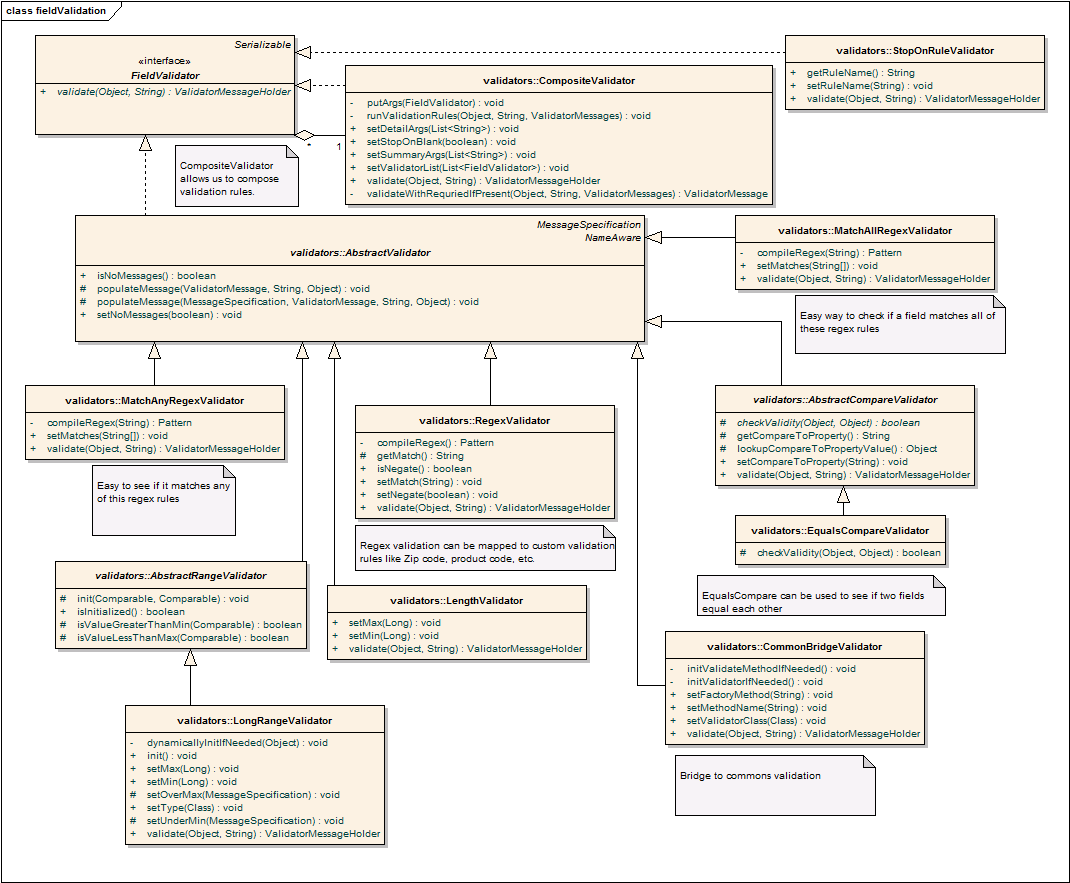 class fieldValidation
Serializable
«interface»
FieldValidator
+ validate(Object, String) : ValidatorMessageHolder
validators::StopOnRuleValidator
+ getRuleName() : String
+ setRuleName(String) : void
+ validate(Object, String) : ValidatorMessageHolder
validators::CompositeValidator
- putArgs(FieldValidator) : void
- runValidationRules(Object, String, ValidatorMessages) : void
+ setDetailArgs(List<String>) : void
+ setStopOnBlank(boolean) : void
+ setSummaryArgs(List<String>) : void
+ setValidatorList(List<FieldValidator>) : void
+ validate(Object, String) : ValidatorMessageHolder
- validateWithRequriedIfPresent(Object, String, ValidatorMessages) : ValidatorMessage
* 1
CompositeValidator
allows us to compose
validation rules.
MessageSpecification
NameAware
validators::AbstractValidator
+ isNoMessages() : boolean
# populateMessage(ValidatorMessage, String, Object) : void
# populateMessage(MessageSpecification, ValidatorMessage, String, Object) : void
+ setNoMessages(boolean) : void
validators::MatchAllRegexValidator
- compileRegex(String) : Pattern
+ setMatches(String[]) : void
+ validate(Object, String) : ValidatorMessageHolder
Easy way to check if a field matches all of
these regex rules
validators::MatchAnyRegexValidator
- compileRegex(String) : Pattern
+ setMatches(String[]) : void
+ validate(Object, String) : ValidatorMessageHolder
Easy to see if it matches any
of this regex rules
validators::RegexValidator
- compileRegex() : Pattern
# getMatch() : String
+ isNegate() : boolean
+ setMatch(String) : void
+ setNegate(boolean) : void
+ validate(Object, String) : ValidatorMessageHolder
Regex validation can be mapped to custom validation
rules like Zip code, product code, etc.
validators::AbstractCompareValidator
# checkValidity(Object, Object) : boolean
# getCompareToProperty() : String
# lookupCompareToPropertyValue() : Object
+ setCompareToProperty(String) : void
+ validate(Object, String) : ValidatorMessageHolder
validators::EqualsCompareValidator
# checkValidity(Object, Object) : boolean
EqualsCompare can be used to see if two fields
equal each other
validators::AbstractRangeValidator
# init(Comparable, Comparable) : void
+ isInitialized() : boolean
# isValueGreaterThanMin(Comparable) : boolean
# isValueLessThanMax(Comparable) : boolean
validators::LengthValidator
+ setMax(Long) : void
+ setMin(Long) : void
+ validate(Object, String) : ValidatorMessageHolder
validators::CommonBridgeValidator
- initValidateMethodIfNeeded() : void
- initValidatorIfNeeded() : void
+ setFactoryMethod(String) : void
+ setMethodName(String) : void
+ setValidatorClass(Class) : void
+ validate(Object, String) : ValidatorMessageHolder
Bridge to commons validation
validators::LongRangeValidator
- dynamicallyInitIfNeeded(Object) : void
+ init() : void
+ setMax(Long) : void
+ setMin(Long) : void
# setOverMax(MessageSpecification) : void
+ setType(Class) : void
# setUnderMin(MessageSpecification) : void
+ validate(Object, String) : ValidatorMessageHolder